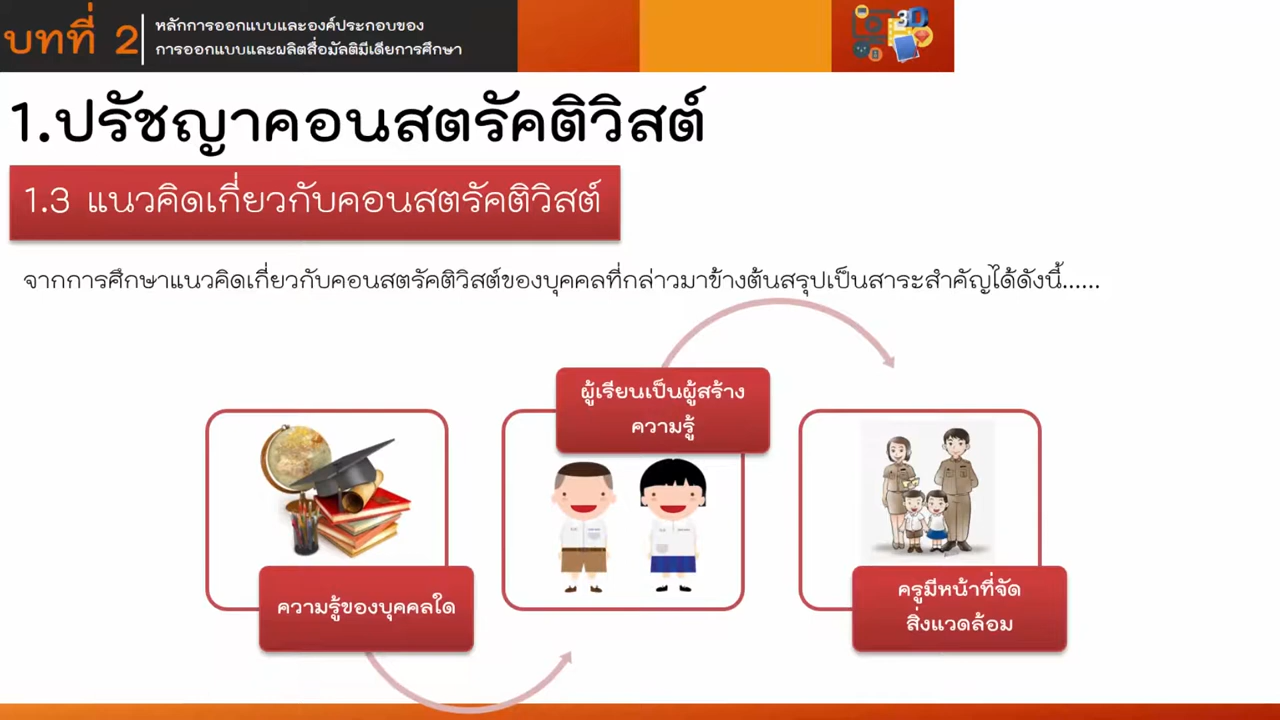 บทที่ 2
หลักการออกแบบและองค์ประกอบของ
การออกแบบและผลิตสื่อมัลติมีเดียการศึกษา
3D
1.ปรัชญาคอนสตรัคติวิสต์
1.3 แนวคิดเกี่ยวกับคอนสตรัคติวิสต์
จากการศึกษาแนวคิดเกี่ยวกับคอนสตรัคติวิสต์ของบุคคลที่กล่าวมาข้างต้นสรุปเป็นสาระสำคัญได้ดังนี้......
ความรู้ของบุคคลใด
ผู้เรียนเป็นผู้สร้าง
ความรู้
ครูมีหน้าที่จัด
สิ่งแวดล้อม